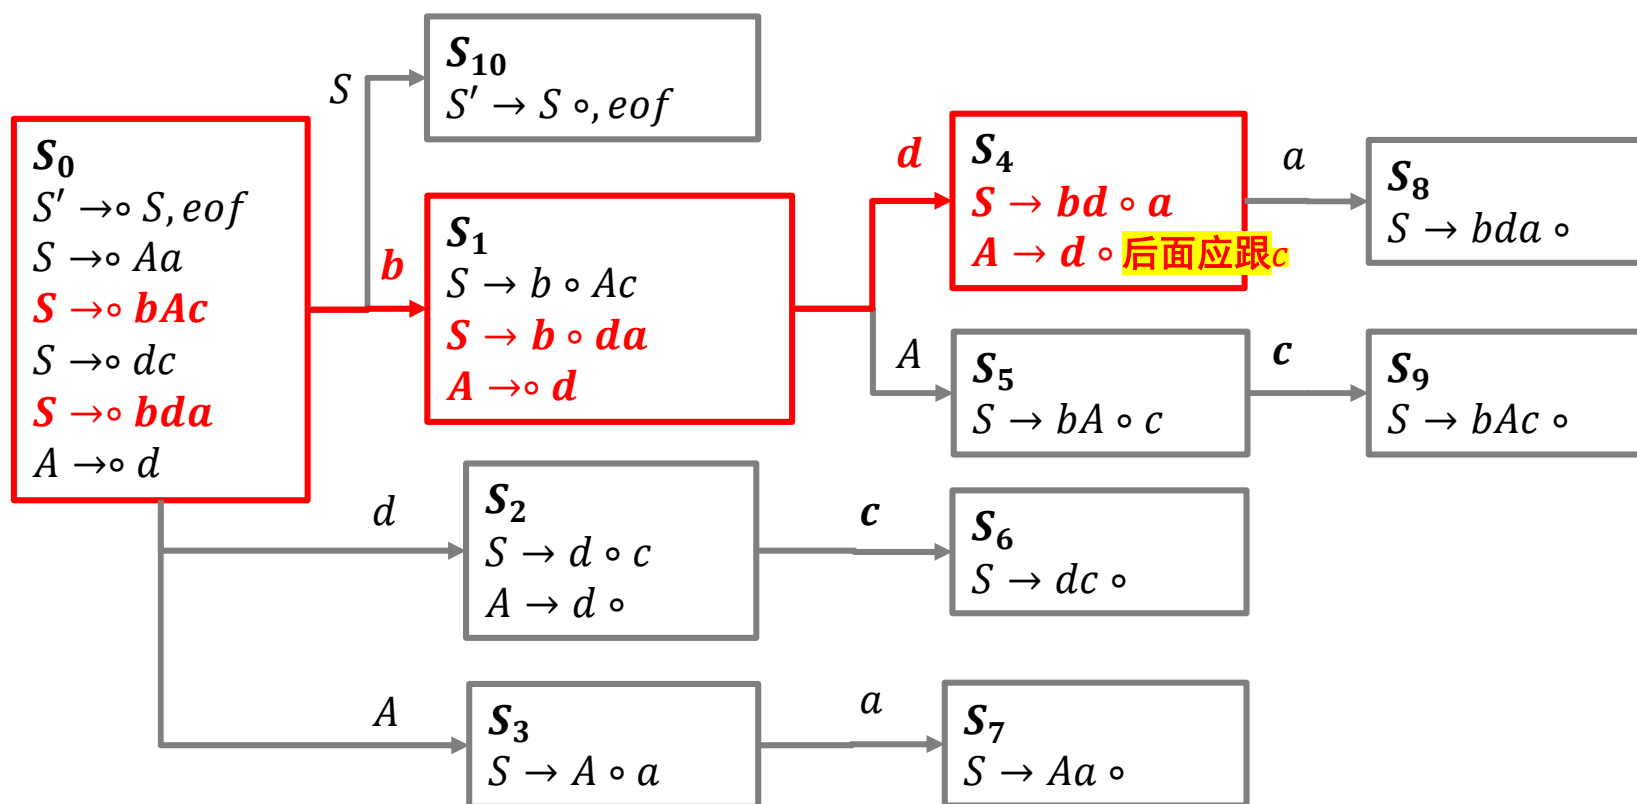 S₁₀
S′ → S ∘, eof
S
S₀
S′ →∘ S, eof
S →∘ Aa
S →∘ bAc
S →∘ dc
S →∘ bda
A →∘ d
b
S₁
S → b ∘ Ac
S → b ∘ da
A →∘ d
d
S₄
S → bd ∘ a
A → d ∘ 后面应跟c
a
S₈
S → bda ∘
A
S₅
S → bA ∘ c
c
S₉
S → bAc ∘
d
S₂
S → d ∘ c
A → d ∘
c
S₆
S → dc ∘
A
S₃
S → A ∘ a
a
S₇
S → Aa ∘